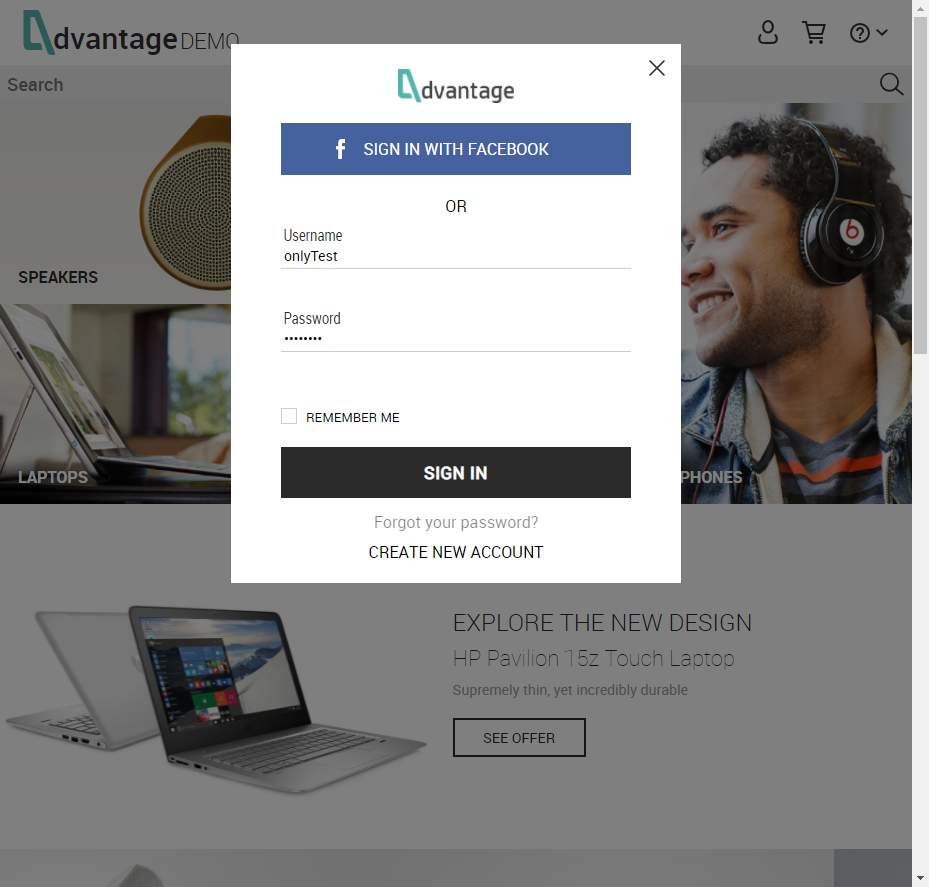 dvantage DEMO
Search
SPEAKERS
LAPTOPS
PHONES
dvantage
SIGN IN WITH FACEBOOK
OR
Username
onlyTest
Password
••••••••
REMEMBER ME
SIGN IN
Forgot your password?
CREATE NEW ACCOUNT
EXPLORE THE NEW DESIGN
HP Pavilion 15z Touch Laptop
Supremely thin, yet incredibly durable
SEE OFFER